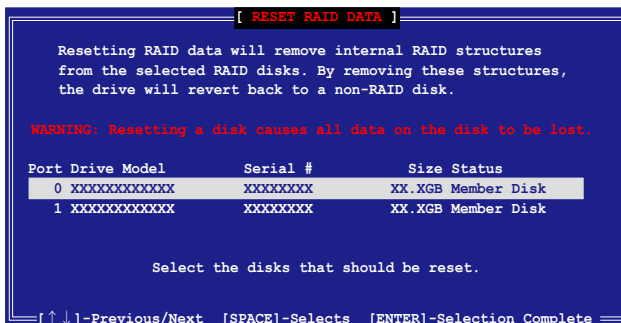 [ RESET RAID DATA ]
Resetting RAID data will remove internal RAID structures
from the selected RAID disks. By removing these structures,
the drive will revert back to a non-RAID disk.
WARNING: Resetting a disk causes all data on the disk to be lost.
Port Drive Model Serial # Size Status
0 XXXXXXXXXXXX XXXXXXXX XX.XGB Member Disk
1 XXXXXXXXXXXX XXXXXXXX XX.XGB Member Disk
Select the disks that should be reset.
[↑↓]-Previous/Next [SPACE]-Selects [ENTER]-Selection Complete